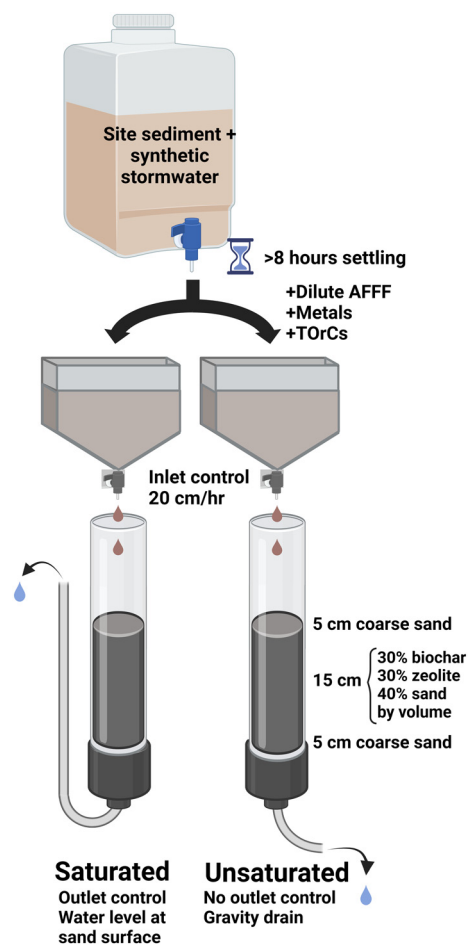 Site sediment +
synthetic
stormwater
>8 hours settling
+Dilute AFFF
+Metals
+TOrCs
Inlet control
20 cm/hr
5 cm coarse sand
15 cm
30% biochar
30% zeolite
40% sand
by volume
5 cm coarse sand
Saturated
Outlet control
Water level at
sand surface
Unsaturated
No outlet control
Gravity drain